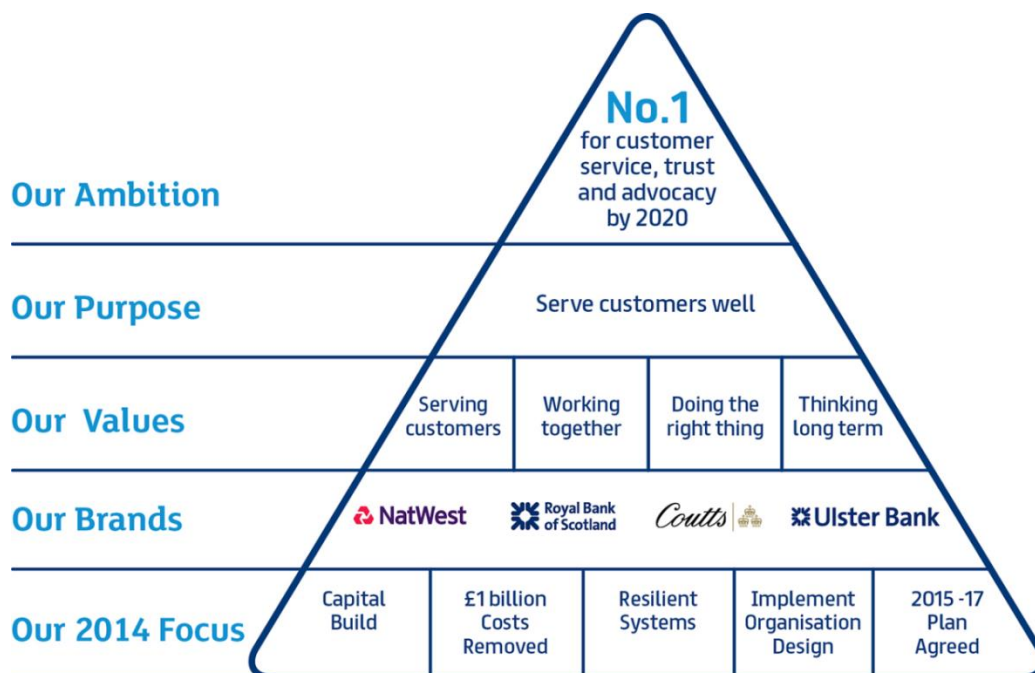 No.1
for customer
service, trust
and advocacy
by 2020
Our Ambition
Our Purpose
Serve customers well
Our Values
Serving
customers
Working
together
Doing the
right thing
Thinking
long term
Our Brands
NatWest
Royal Bank
of Scotland
Coutts
Ulster Bank
Our 2014 Focus
Capital
Build
£1 billion
Costs
Removed
Resilient
Systems
Implement
Organisation
Design
2015 -17
Plan
Agreed